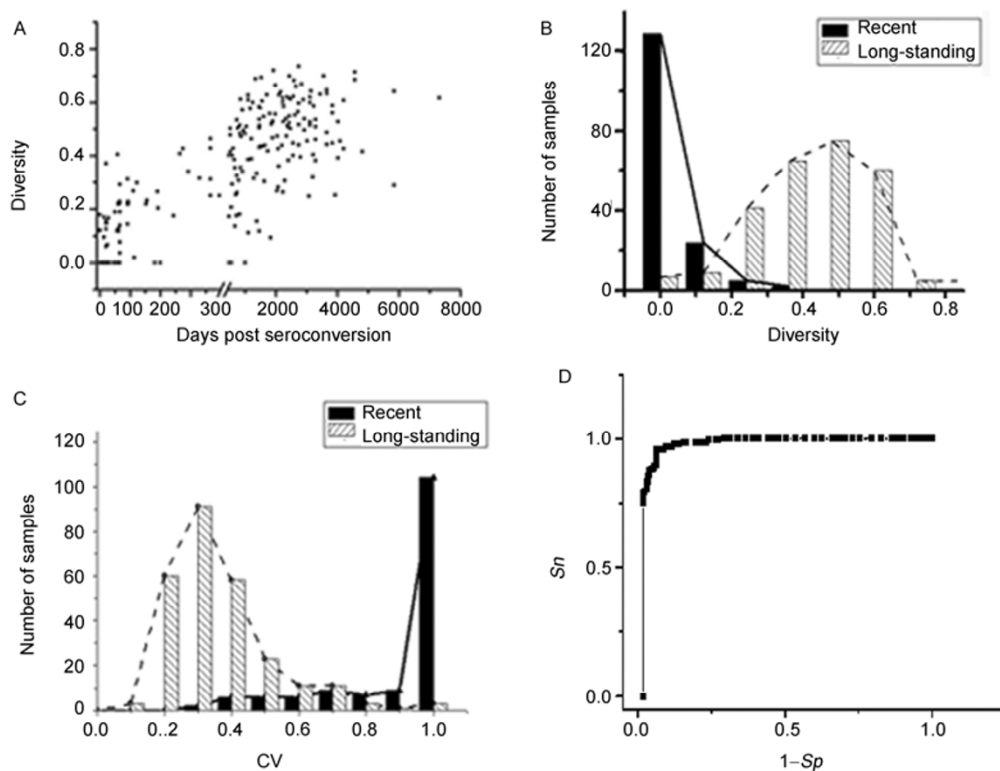 A
0.8
0.6
0.4
0.2
0.0
Diversity
0 100 200 300 2000 4000 6000 8000
Days post seroconversion
B
Recent
Long-standing
120
80
40
0
Number of samples
0.0 0.2 0.4 0.6 0.8
Diversity
C
Recent
Long-standing
120
100
80
60
40
20
0
Number of samples
0.0 0..2 0.4 0.6 0.8 1.0
CV
D
1.0
0.5
0.0
Sn
0.0 0.5 1.0
1−Sp